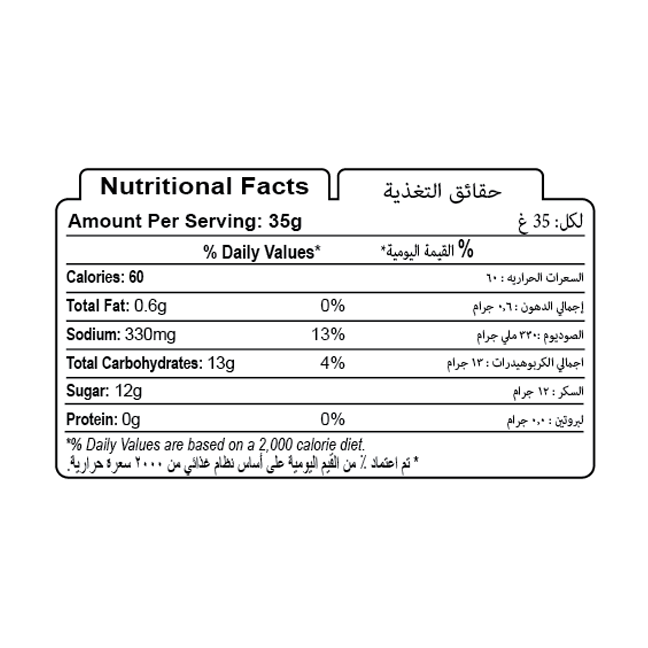 Nutritional Facts حقائق التغذية
Amount Per Serving: 35g لكل: 35 غ
% Daily Values* % القيمة اليومية*
Calories: 60 السعرات الحراريه : ٦٠
Total Fat: 0.6g 0% إجمالي الدهون : ٠,٦ جرام
Sodium: 330mg 13% الصوديوم :٣٣٠ ملي جرام
Total Carbohydrates: 13g 4% اجمالي الكربوهيدرات : ١٣ جرام
Sugar: 12g السكر : ١٢ جرام
Protein: 0g 0% لبروتين : ٠,٠ جرام
*% Daily Values are based on a 2,000 calorie diet.
* تم اعتماد ٪ من القيم اليومية على أساس نظام غذائي من ٢٠٠٠ سعرة حرارية.